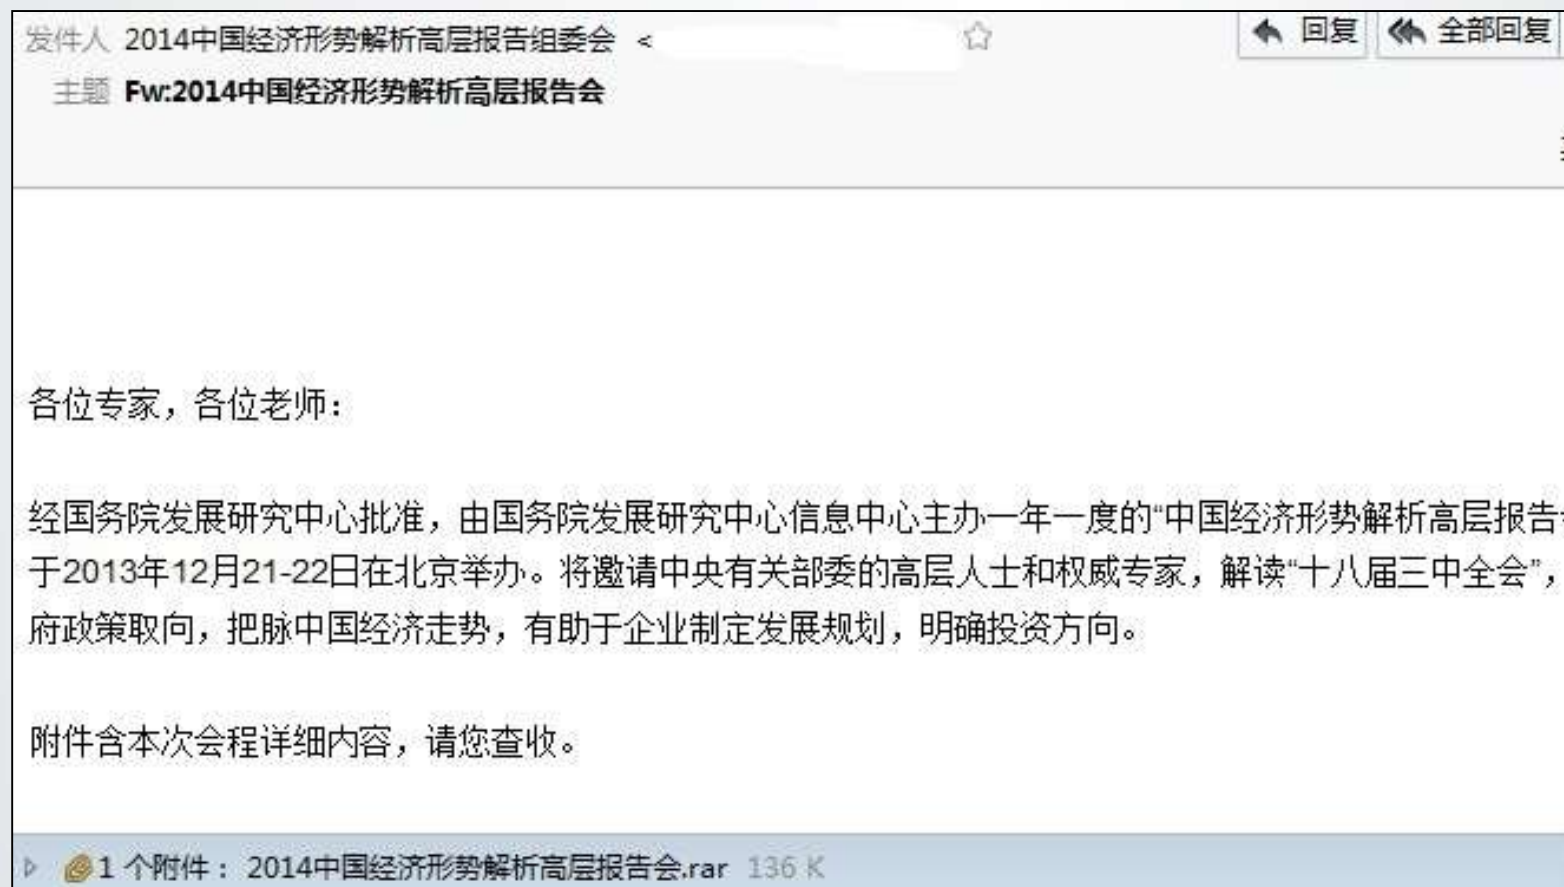 发件人 2014中国经济形势解析高层报告组委会 <
回复 全部回复
主题 Fw:2014中国经济形势解析高层报告会
各位专家，各位老师：
经国务院发展研究中心批准，由国务院发展研究中心信息中心主办一年一度的“中国经济形势解析高层报告
于2013年12月21-22日在北京举办。将邀请中央有关部委的高层人士和权威专家，解读“十八届三中全会”，
府政策取向，把脉中国经济走势，有助于企业制定发展规划，明确投资方向。
附件含本次会程详细内容，请您查收。
1 个附件： 2014中国经济形势解析高层报告会.rar 136 K